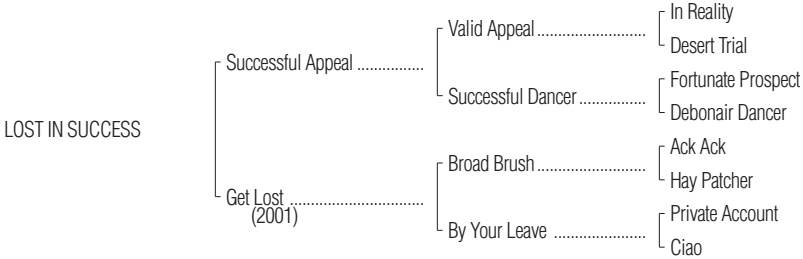 In Reality
Valid Appeal ..........................
Desert Trial
Successful Appeal ................
Fortunate Prospect
Successful Dancer ................
Debonair Dancer
LOST IN SUCCESS
Ack Ack
Broad Brush ..........................
Hay Patcher
Get Lost ................................
(2001)
Private Account
By Your Leave ......................
Ciao